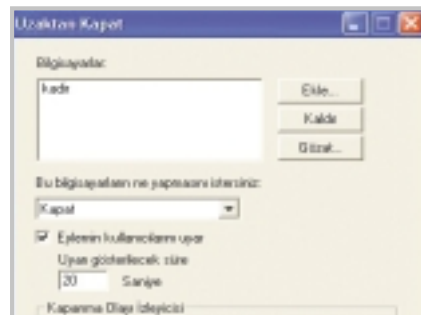 Uzaktan Kapat
Bilgisayarlar:
kadir
Ekle...
Kaldır
Gözat...
Bu bilgisayarların ne yapmasını istersiniz:
Kapat
Eylemin kullanıcılarını uyar
Uyarı gösterilecek süre
20 Saniye
Kapanma Olayı İzleyicisi